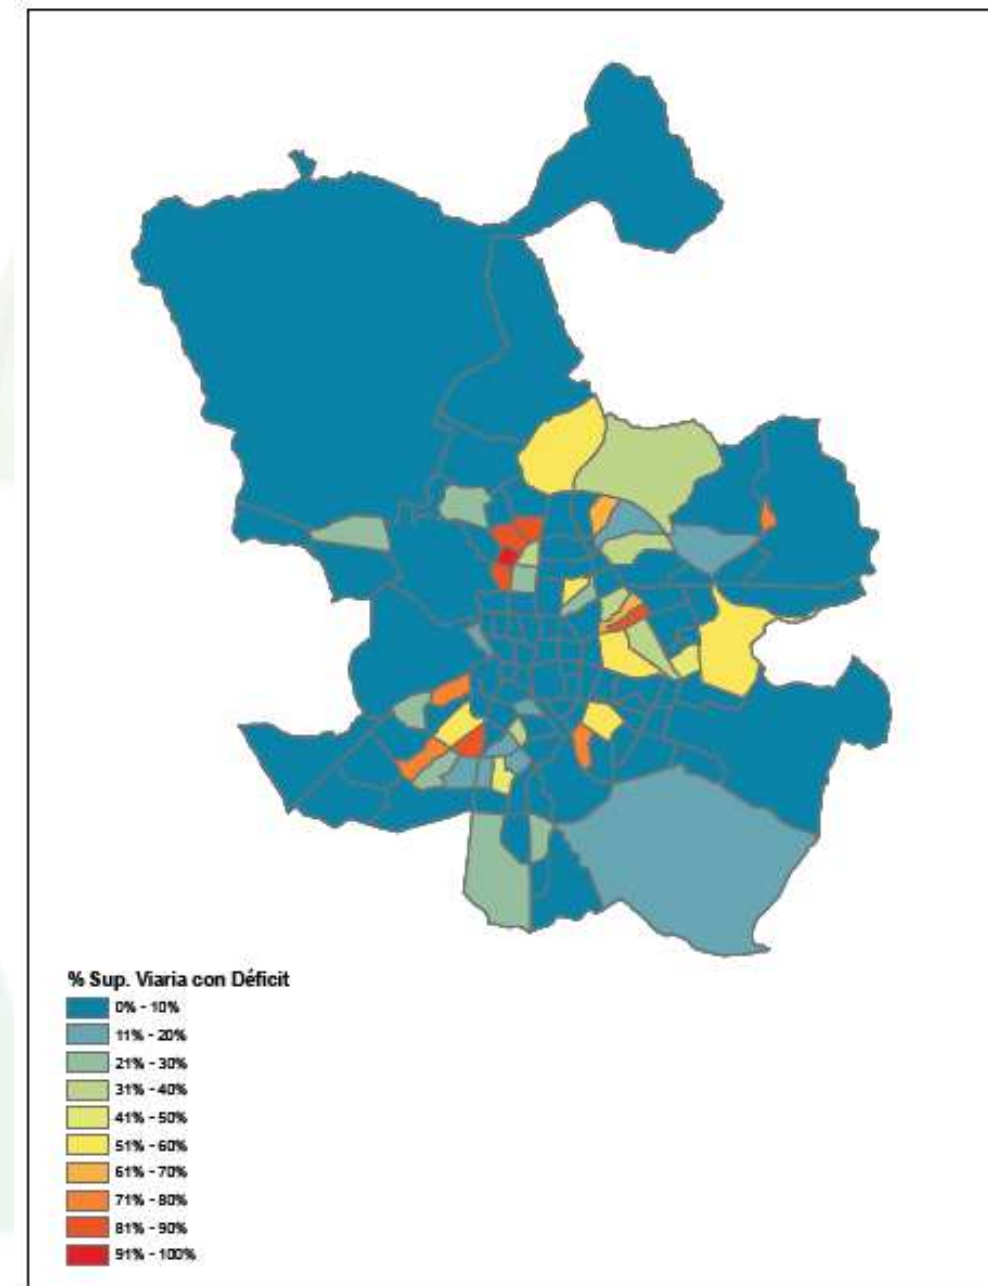 % Sup. Viaria con Déficit
0% - 10%
11% - 20%
21% - 30%
31% - 40%
41% - 50%
51% - 60%
61% - 70%
71% - 80%
81% - 90%
91% - 100%